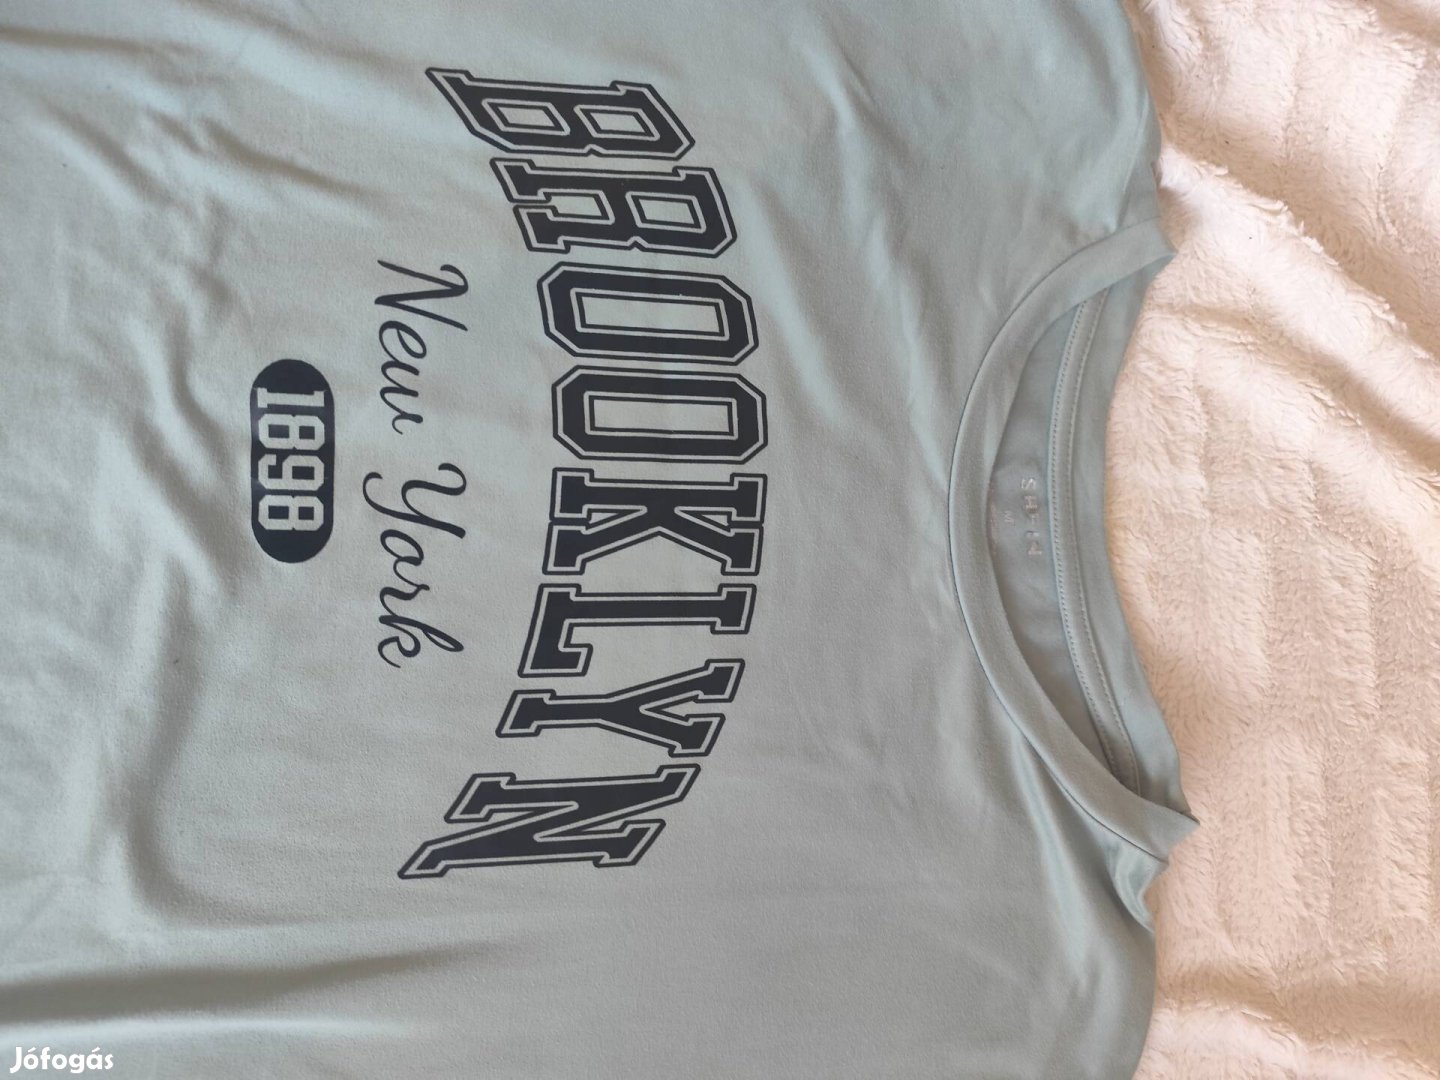 SHEIN
M
BROOKLYN
New York
1898
Jófogás